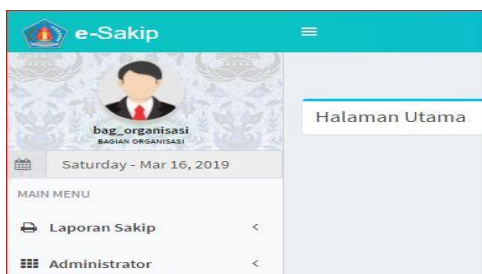 e-Sakip
bag_organisasi
BAGIAN ORGANISASI
Halaman Utama
Saturday - Mar 16, 2019
MAIN MENU
Laporan Sakip
Administrator